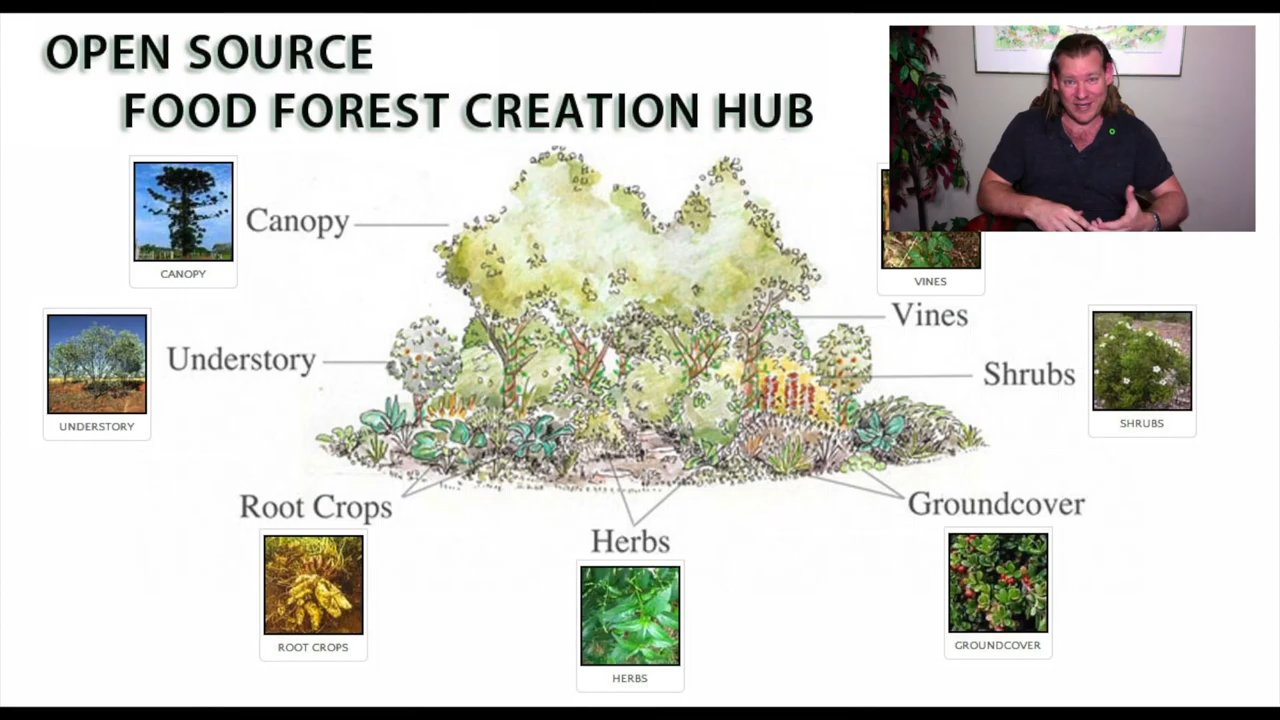 OPEN SOURCE
FOOD FOREST CREATION HUB
CANOPY
Canopy
VINES
Vines
UNDERSTORY
Understory
Shrubs
SHRUBS
Root Crops
ROOT CROPS
Herbs
HERBS
Groundcover
GROUNDCOVER